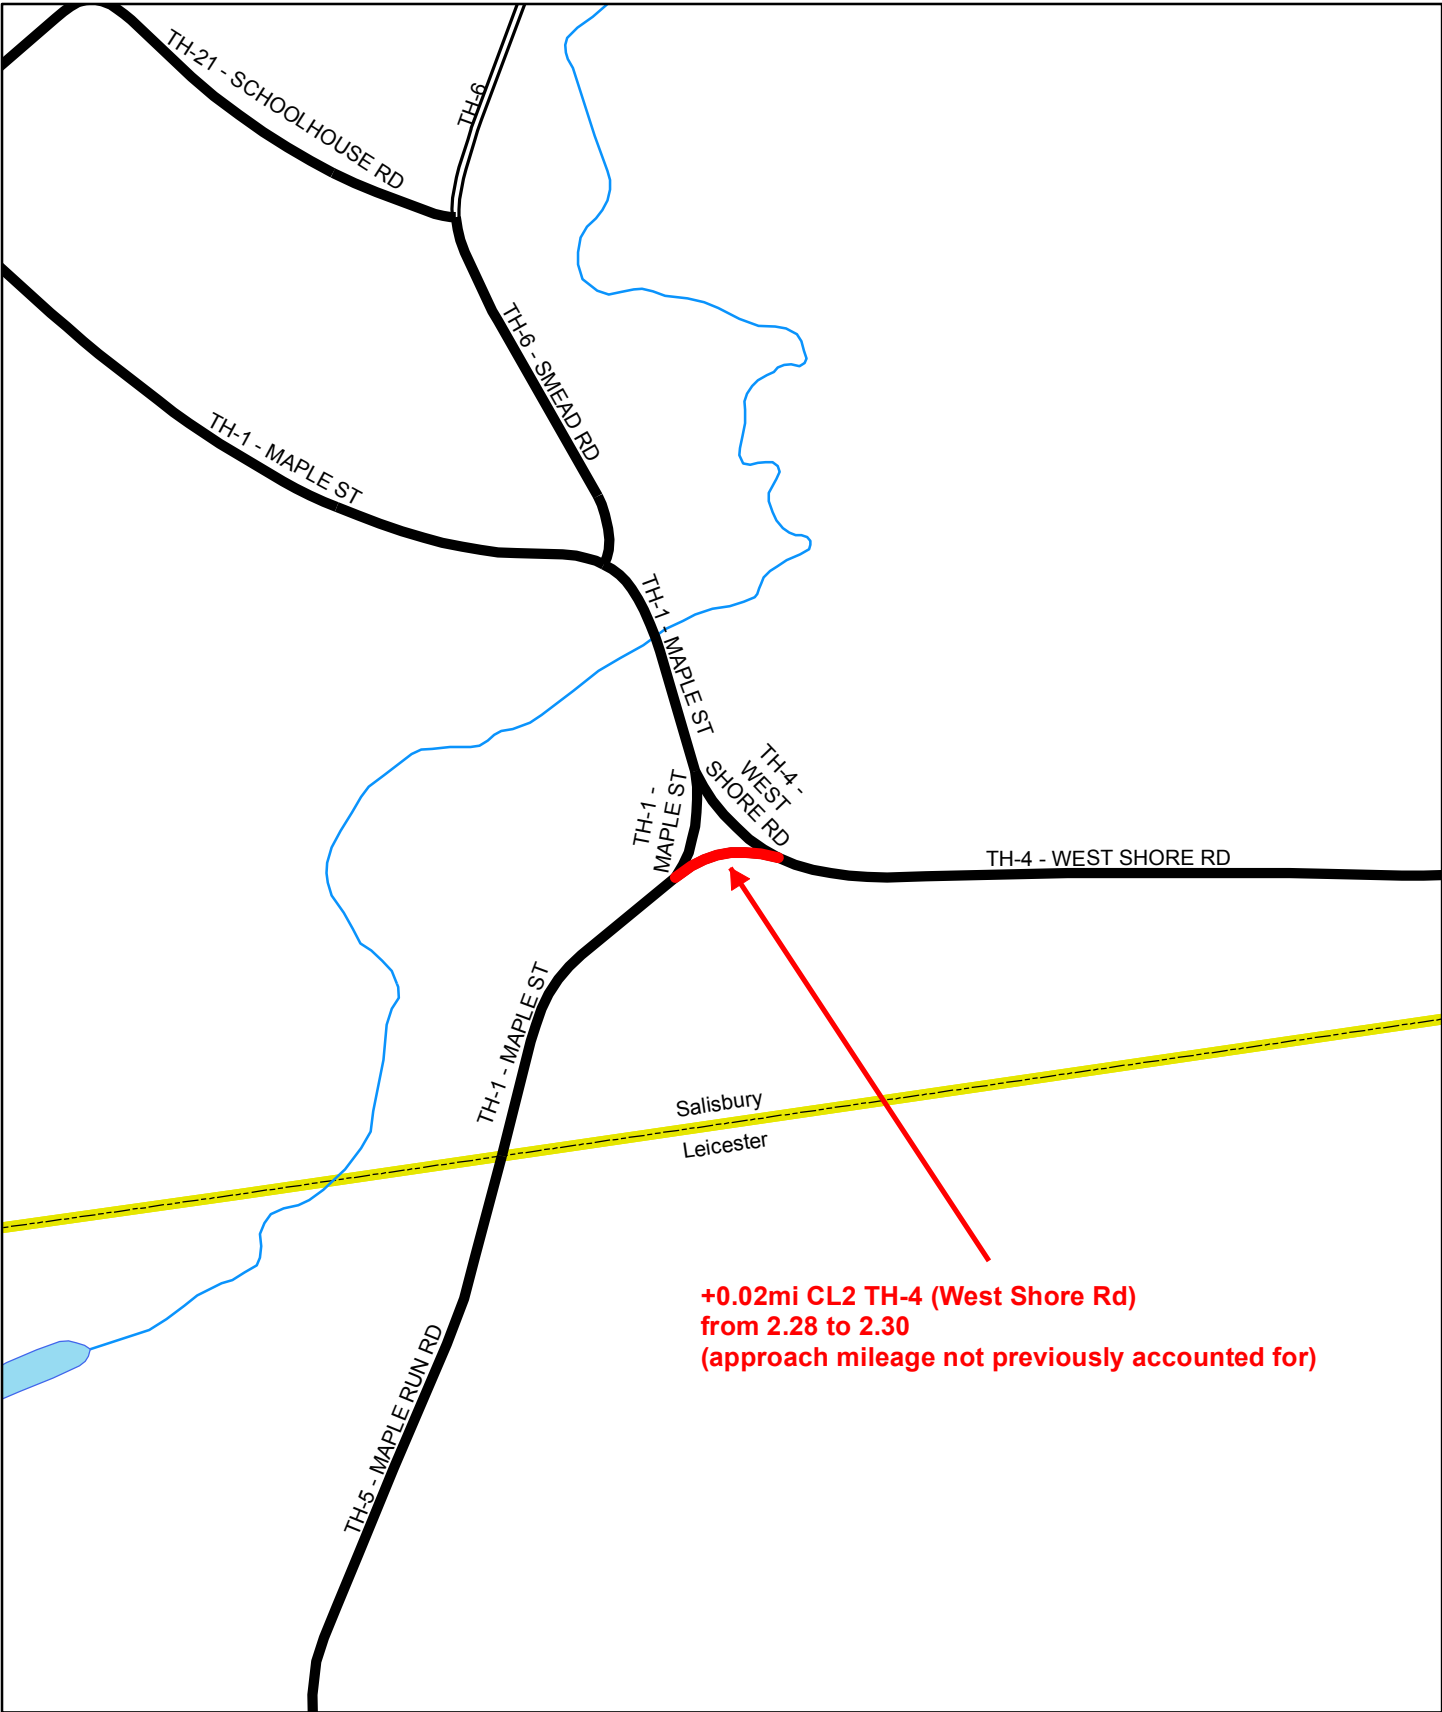 TH-21 - SCHOOLHOUSE RD
TH-6
TH-6 - SMEAD RD
TH-1 - MAPLE ST
TH-1 - MAPLE ST
TH-4 -
WEST
SHORE RD
TH-1 -
MAPLE ST
TH-4 - WEST SHORE RD
TH-1 - MAPLE ST
Salisbury
Leicester
+0.02mi CL2 TH-4 (West Shore Rd)
from 2.28 to 2.30
(approach mileage not previously accounted for)
TH-5 - MAPLE RUN RD